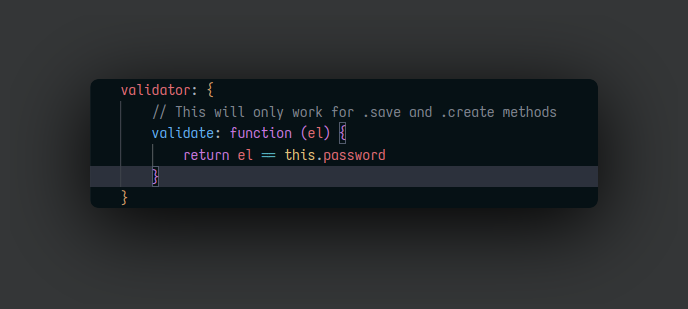 validator: {
// This will only work for .save and .create methods
validate: function (el) {
return el == this.password
}
}